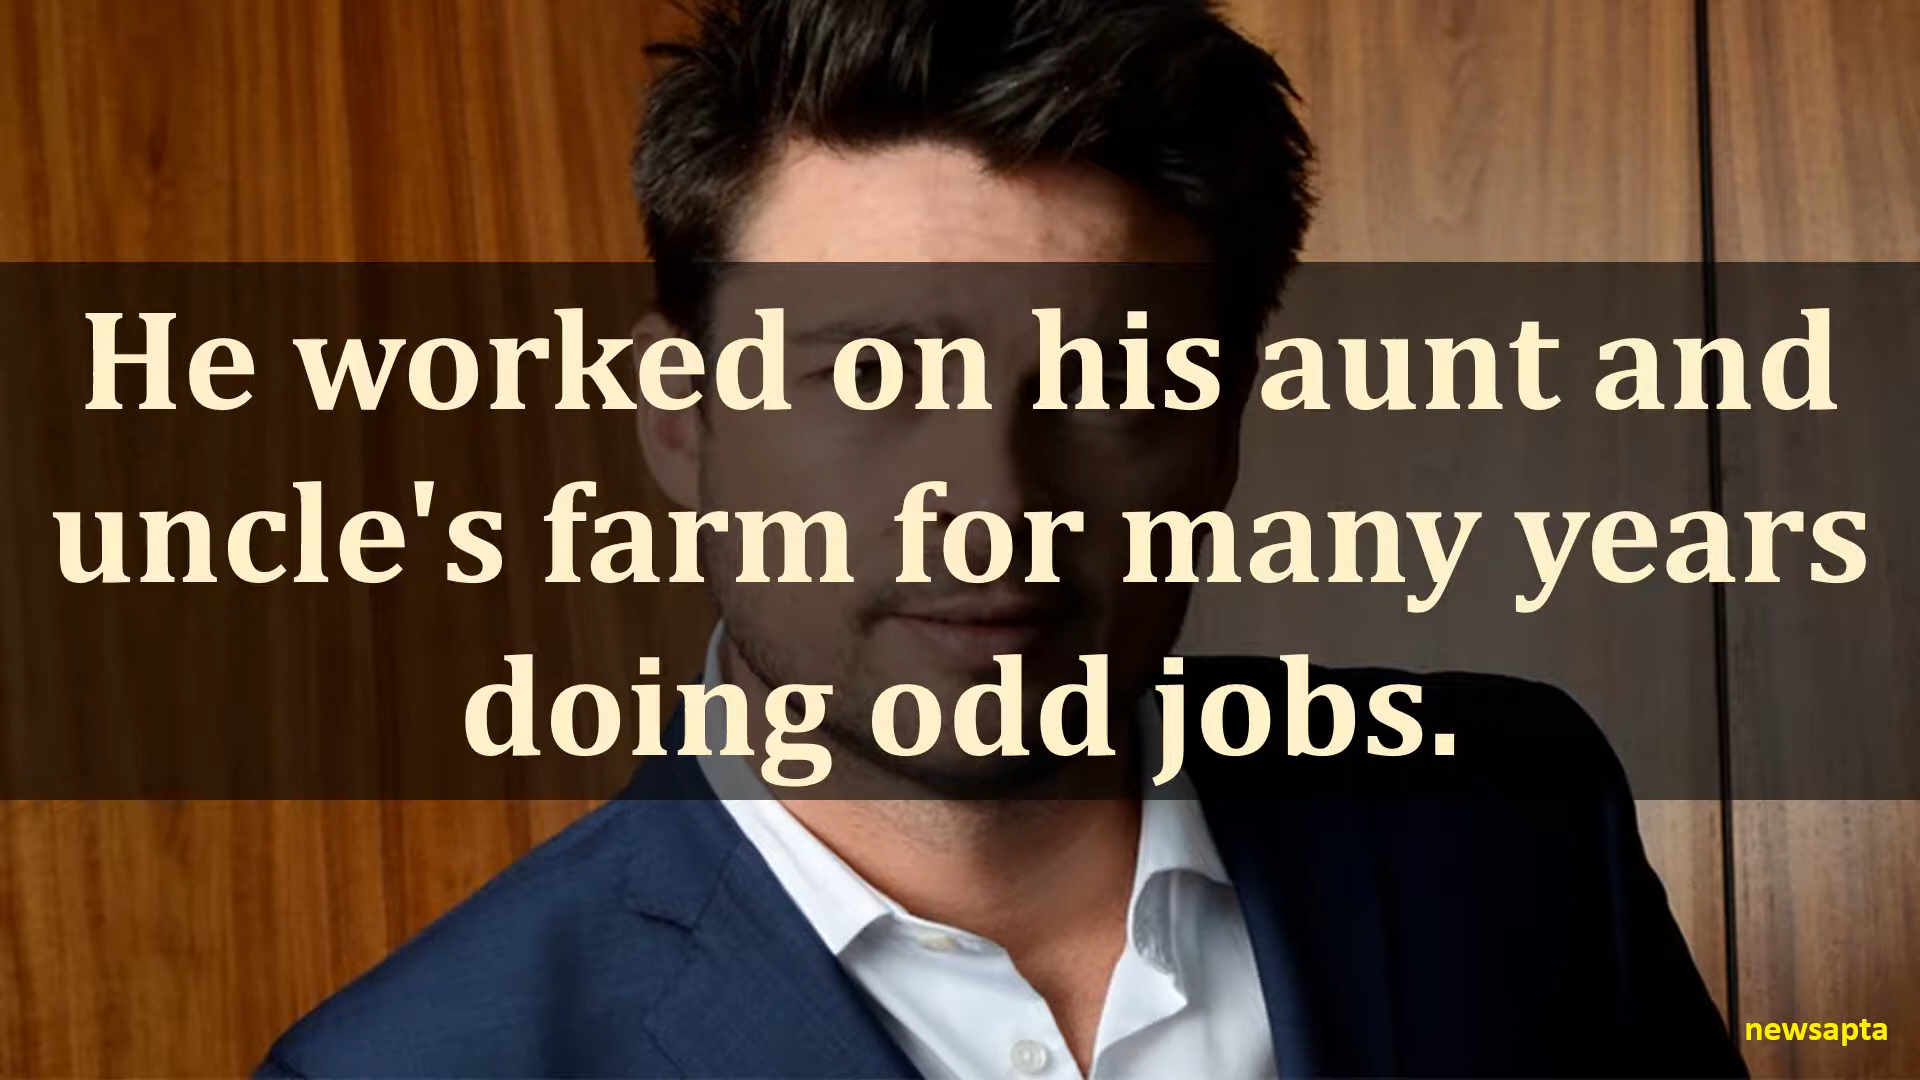 He worked on his aunt and
uncle's farm for many years
doing odd jobs.
newsapta